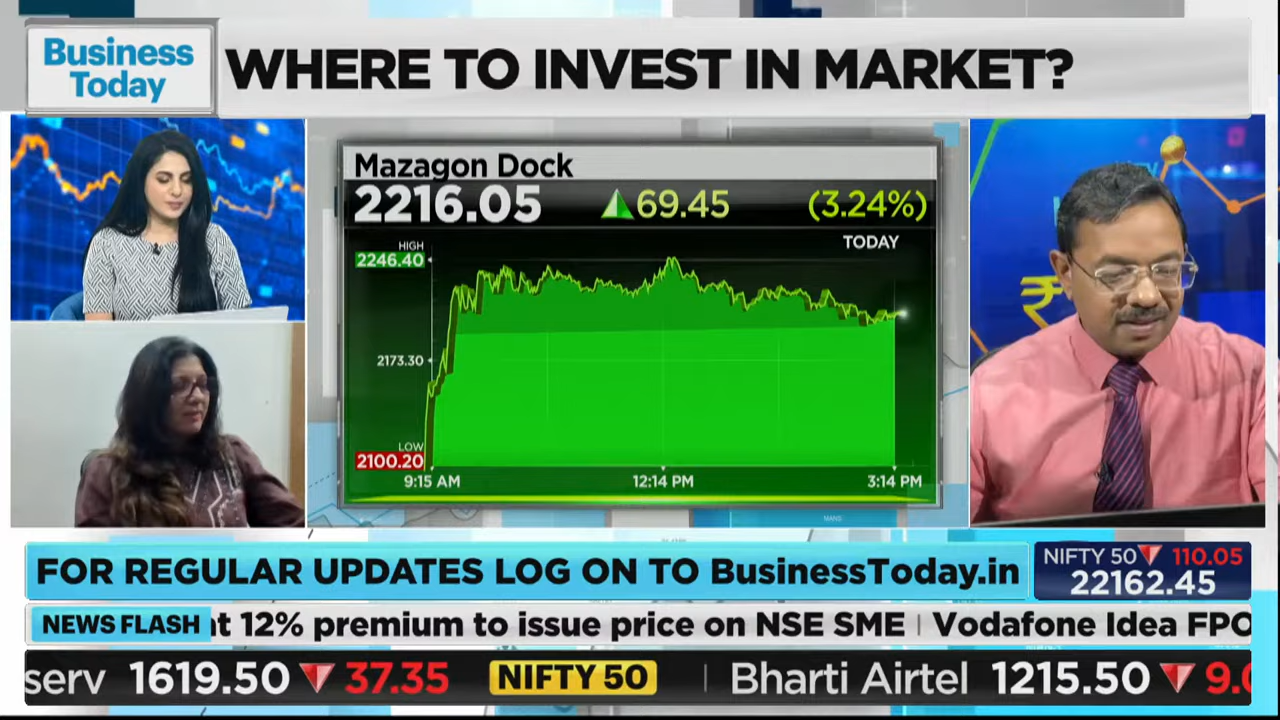 Business
Today
WHERE TO INVEST IN MARKET?
Mazagon Dock
2216.05 69.45 (3.24%)
TODAY
HIGH
2246.40
2173.30
LOW
2100.20
9:15 AM 12:14 PM 3:14 PM
FOR REGULAR UPDATES LOG ON TO BusinessToday.in
NIFTY 50 110.05
22162.45
NEWS FLASH at 12% premium to issue price on NSE SME | Vodafone Idea FPO
serv 1619.50 37.35 NIFTY 50 | Bharti Airtel 1215.50 9.0